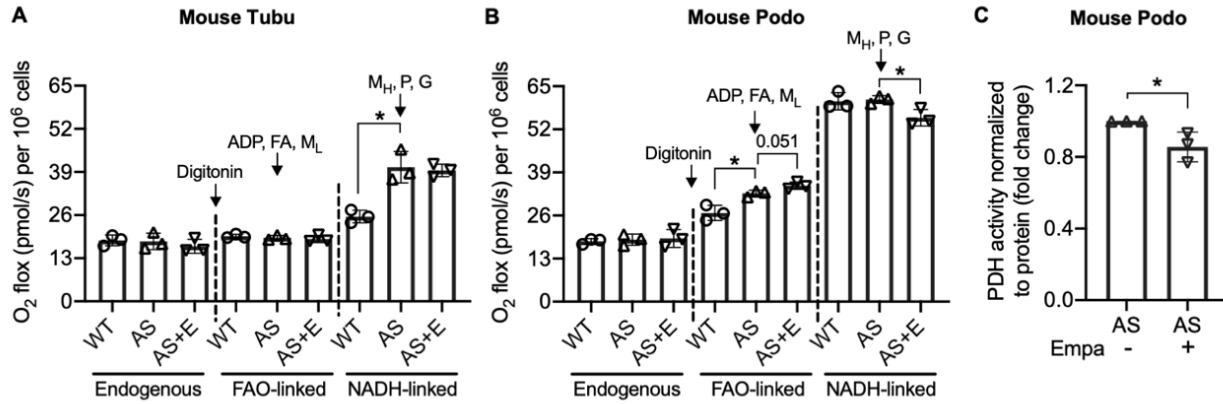 A
Mouse Tubu
O2 flox (pmol/s) per 10^6 cells
65
52
39
26
13
0
Digitonin
ADP, FA, ML
*
MH, P, G
WT
AS
AS+E
WT
AS
AS+E
WT
AS
AS+E
Endogenous
FAO-linked
NADH-linked
B
Mouse Podo
O2 flox (pmol/s) per 10^6 cells
65
52
39
26
13
0
Digitonin
ADP, FA, ML
*
0.051
MH, P, G
*
WT
AS
AS+E
WT
AS
AS+E
WT
AS
AS+E
Endogenous
FAO-linked
NADH-linked
C
Mouse Podo
PDH activity normalized
to protein (fold change)
1.2
0.8
0.4
0.0
*
AS AS
Empa - +